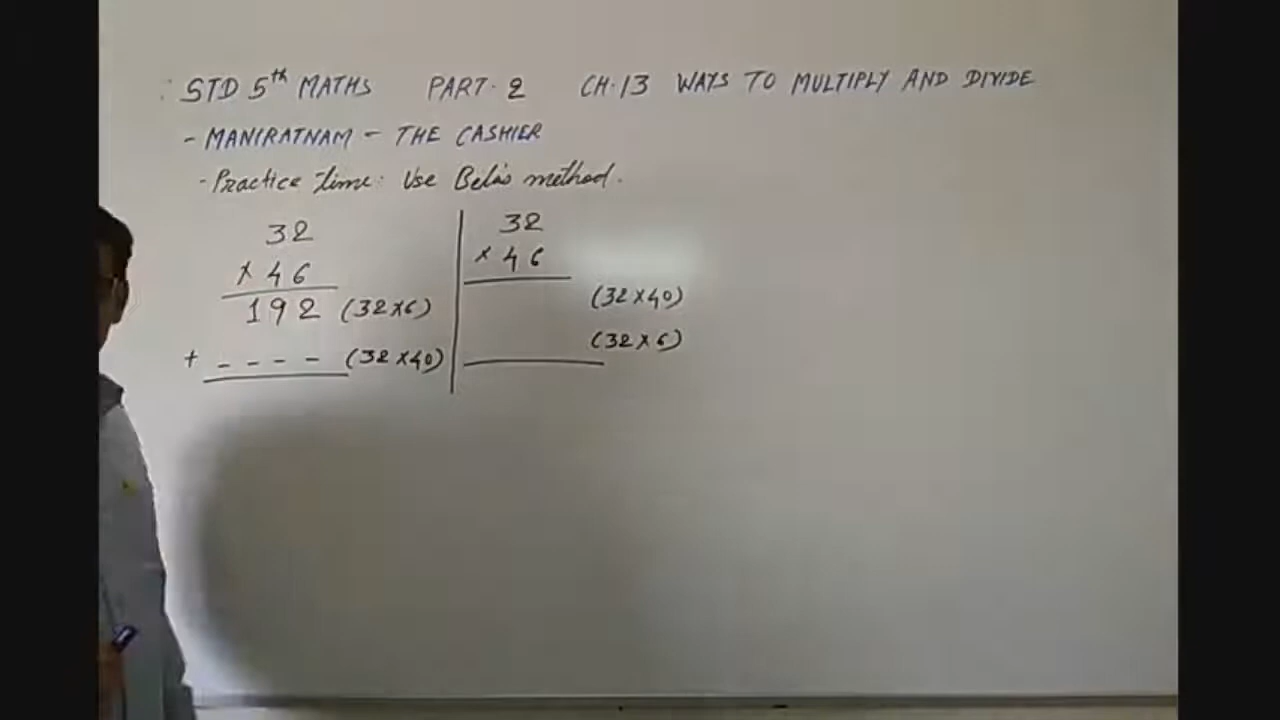 STD 5th MATHS PART-2 CH.13 WAYS TO MULTIPLY AND DIVIDE
- MANIRATNAM - THE CASHIER
- Practice time: Use Bela's method.
32
× 46
192 (32×6)
+ _ _ _ _ (32×40)
32
× 46
(32×40)
(32×6)